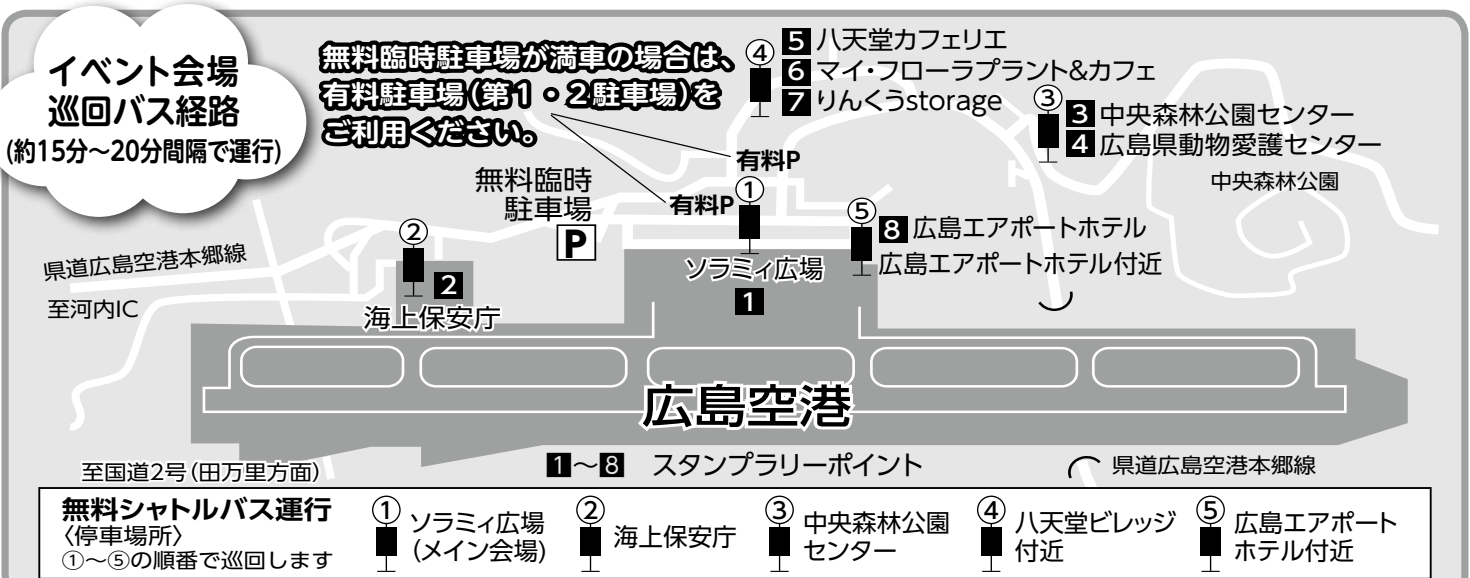 イベント会場
巡回バス経路
(約15分～20分間隔で運行)
無料臨時駐車場が満車の場合は、
有料駐車場(第1・2駐車場)を
ご利用ください。
④
5 八天堂カフェリエ
6 マイ・フローラプラント&カフェ
7 りんくうstorage
③
3 中央森林公園センター
4 広島県動物愛護センター
中央森林公園
有料P
無料臨時
駐車場
P
有料P
①
⑤
8 広島エアポートホテル
広島エアポートホテル付近
ソラミィ広場
1
②
2
海上保安庁
県道広島空港本郷線
至河内IC
広島空港
至国道2号(田万里方面)
1～8 スタンプラリーポイント
県道広島空港本郷線
無料シャトルバス運行
〈停車場所〉
①～⑤の順番で巡回します
① ソラミィ広場
(メイン会場)
② 海上保安庁
③ 中央森林公園
センター
④ 八天堂ビレッジ
付近
⑤ 広島エアポート
ホテル付近